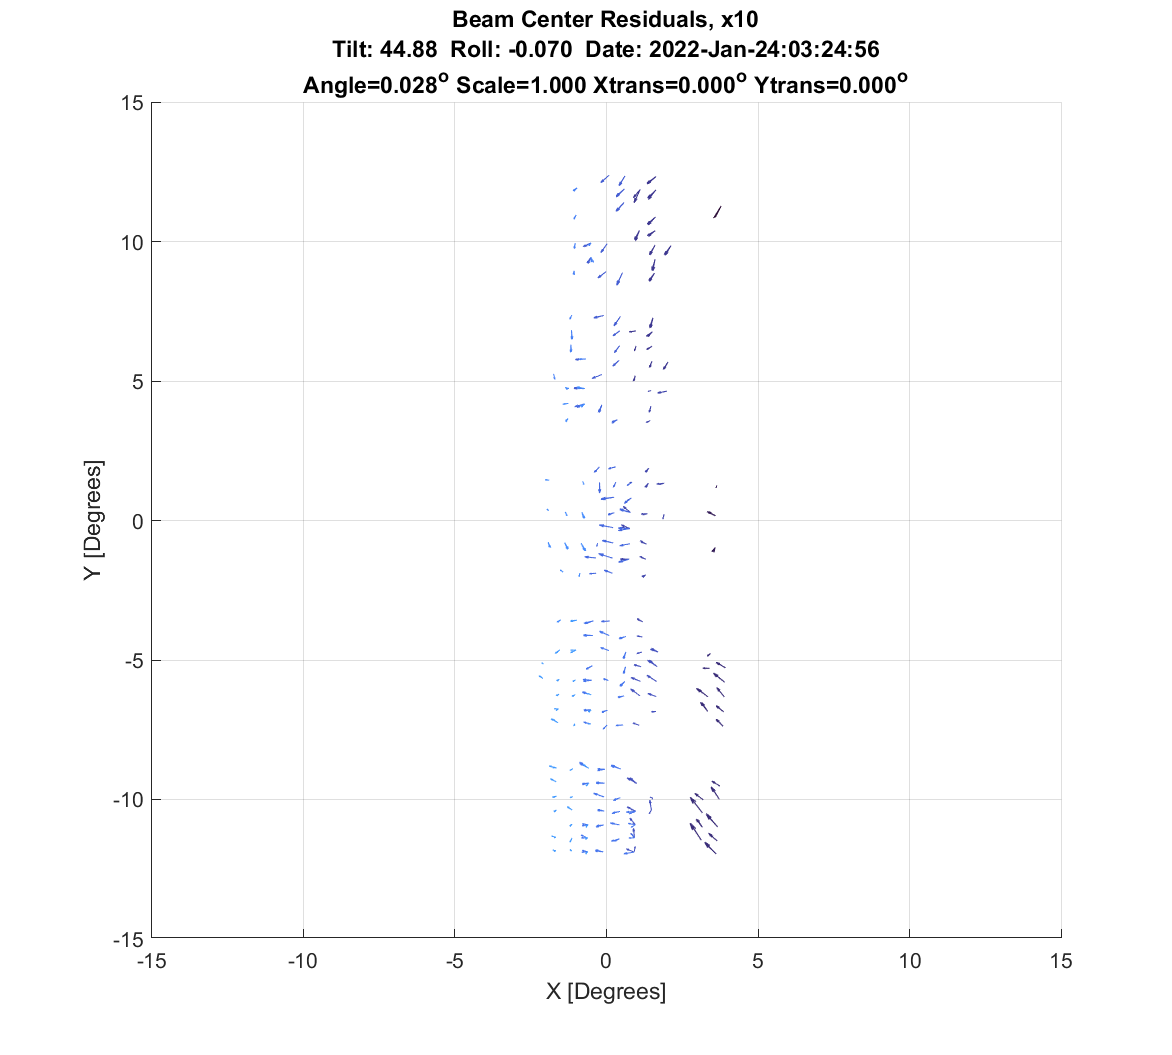 Beam Center Residuals, x10
Tilt: 44.88 Roll: -0.070 Date: 2022-Jan-24:03:24:56
Angle=0.028° Scale=1.000 Xtrans=0.000° Ytrans=0.000°
15
10
5
0
-5
-10
-15
Y [Degrees]
-15 -10 -5 0 5 10 15
X [Degrees]